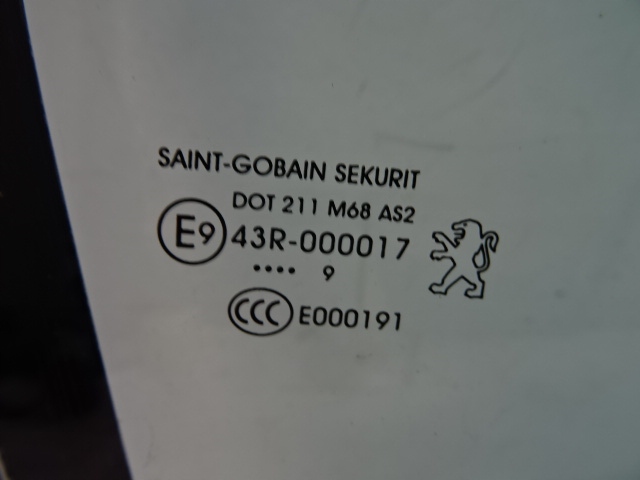 SAINT-GOBAIN SEKURIT
DOT 211 M68 AS2
E9 43R-000017
•••• 9
CCC E000191